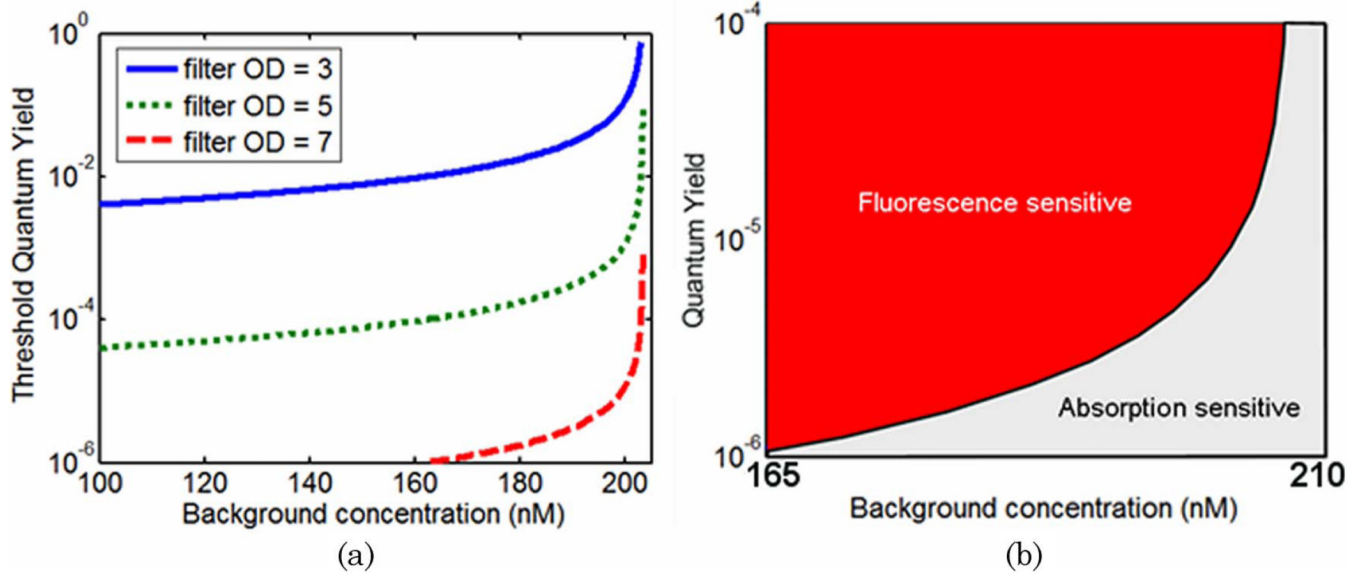 10^0
10^-2
10^-4
10^-6
Threshold Quantum Yield
filter OD = 3
filter OD = 5
filter OD = 7
100 120 140 160 180 200
Background concentration (nM)
(a)
10^-4
10^-5
10^-6
Quantum Yield
Fluorescence sensitive
Absorption sensitive
165 210
Background concentration (nM)
(b)